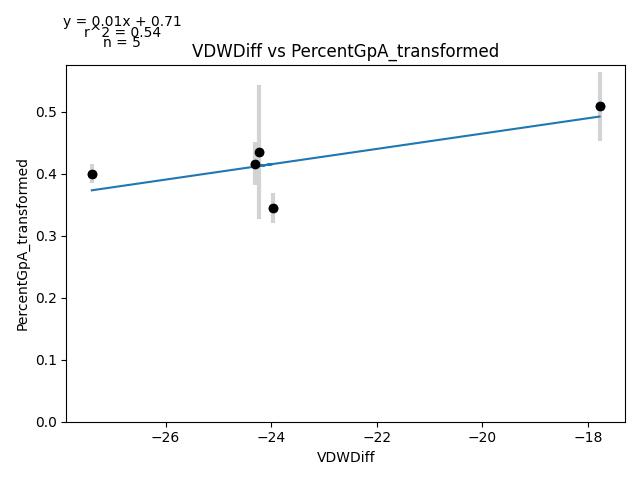 y = 0.01x + 0.71
r^2 = 0.54
n = 5
VDWDiff vs PercentGpA_transformed
PercentGpA_transformed
0.5
0.4
0.3
0.2
0.1
0.0
−26
−24
−22
−20
−18
VDWDiff